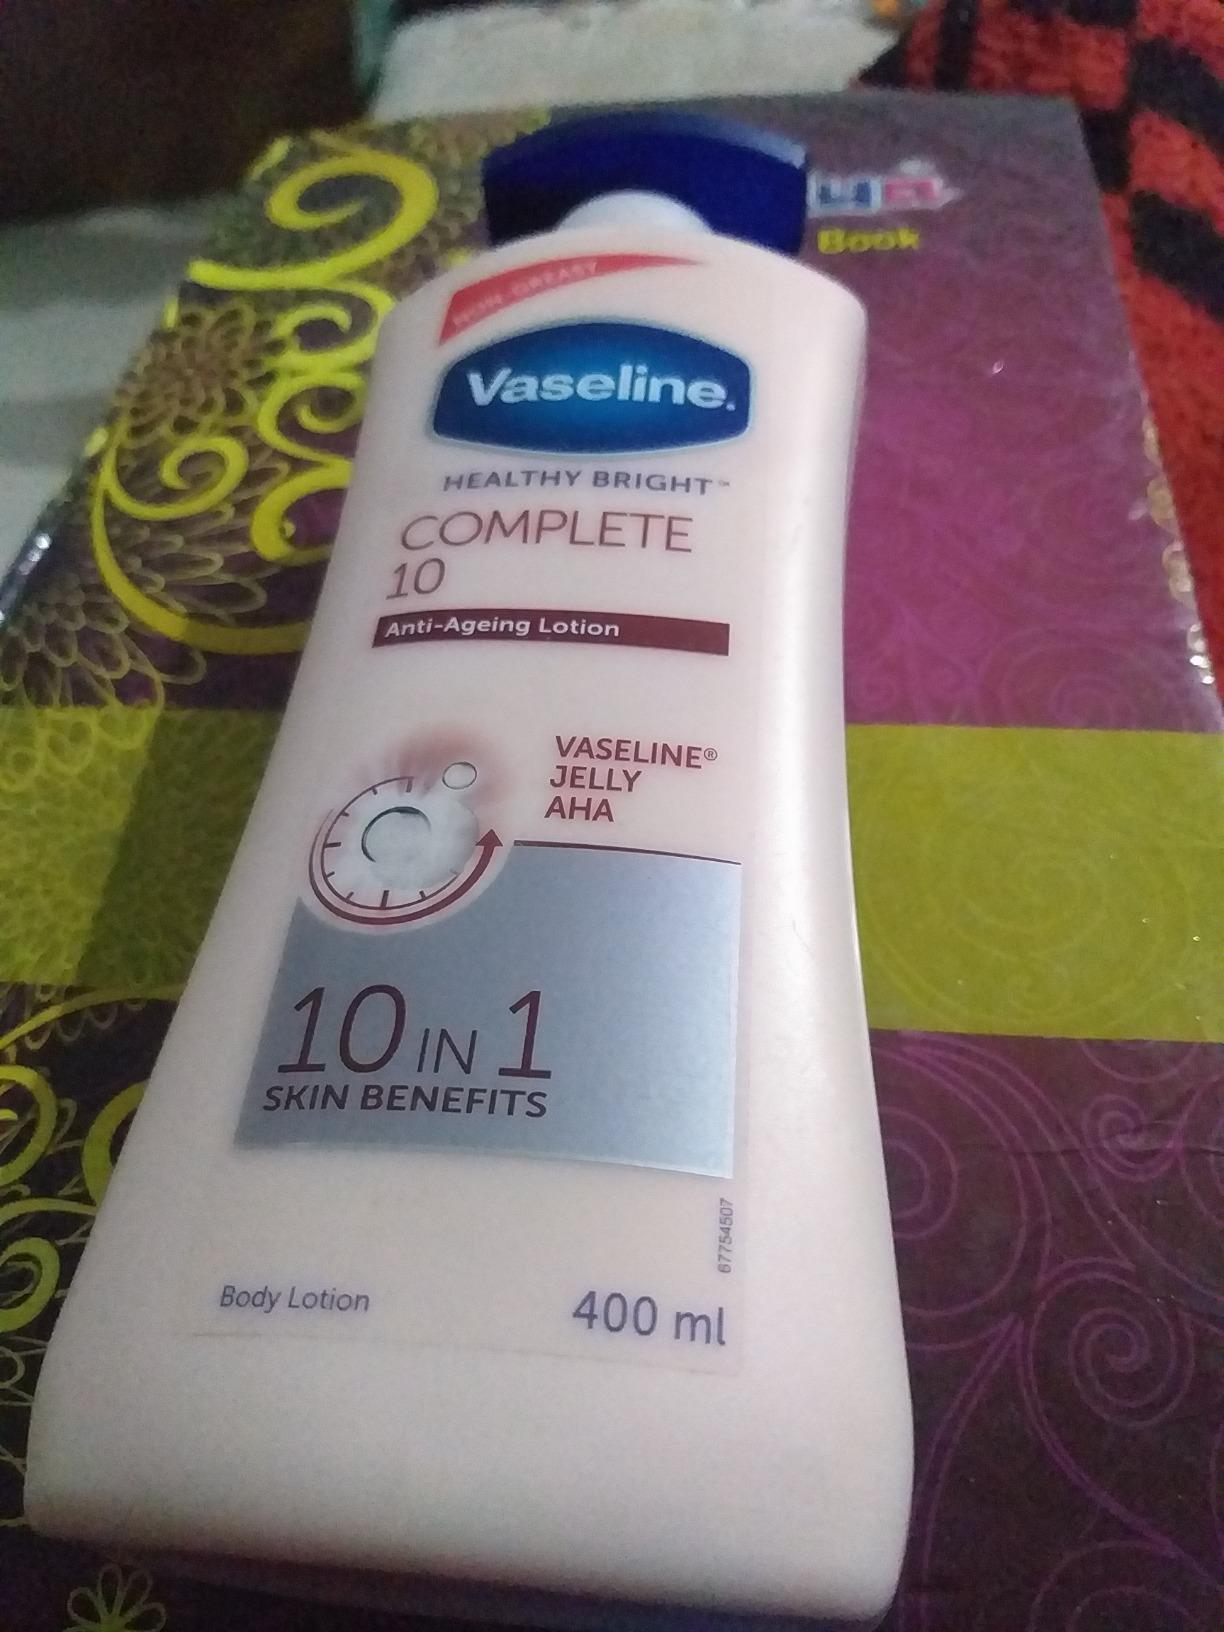 Book
NON-GREASY
Vaseline.
HEALTHY BRIGHT™
COMPLETE
10
Anti-Ageing Lotion
VASELINE®
JELLY
AHA
10 IN 1
SKIN BENEFITS
67754507
Body Lotion
400 ml